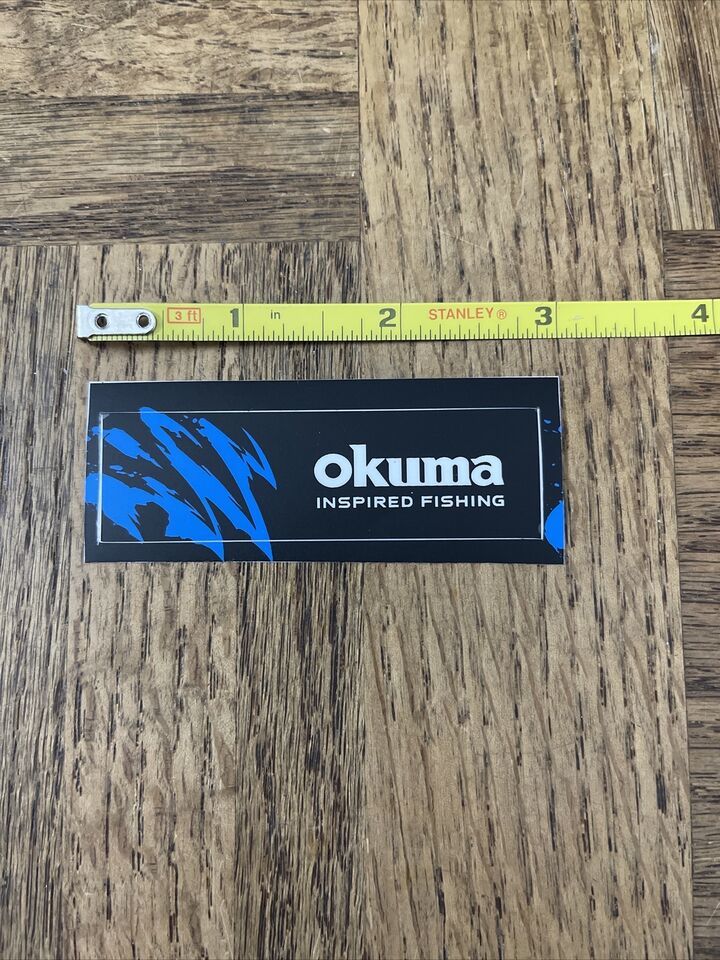 3 ft 1 in 2 STANLEY® 3 4
okuma
INSPIRED FISHING